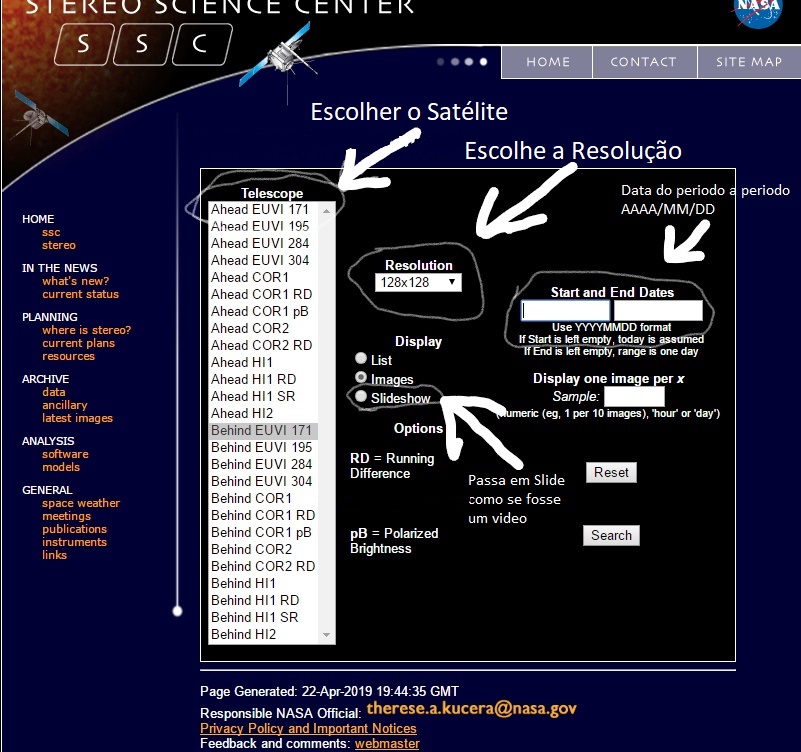 STEREO SCIENCE CENTER
NASA
S S C
HOME
CONTACT
SITE MAP
Escolher o Satélite
Escolhe a Resolução
Data do periodo a periodo
AAAA/MM/DD
HOME
ssc
stereo
IN THE NEWS
what's new?
current status
PLANNING
where is stereo?
current plans
resources
ARCHIVE
data
ancillary
latest images
ANALYSIS
software
models
GENERAL
space weather
meetings
publications
instruments
links
Telescope
Ahead EUVI 171
Ahead EUVI 195
Ahead EUVI 284
Ahead EUVI 304
Ahead COR1
Ahead COR1 RD
Ahead COR1 pB
Ahead COR2
Ahead COR2 RD
Ahead HI1
Ahead HI1 RD
Ahead HI1 SR
Ahead HI2
Behind EUVI 171
Behind EUVI 195
Behind EUVI 284
Behind EUVI 304
Behind COR1
Behind COR1 RD
Behind COR1 pB
Behind COR2
Behind COR2 RD
Behind HI1
Behind HI1 RD
Behind HI1 SR
Behind HI2
Resolution
128x128
Display
List
Images
Slideshow
Options
RD = Running
Difference
pB = Polarized
Brightness
Start and End Dates
Use YYYYMMDD format
If Start is left empty, today is assumed
If End is left empty, range is one day
Display one image per x
Sample:
(numeric (eg, 1 per 10 images), 'hour' or 'day')
Passa em Slide
como se fosse
um video
Reset
Search
Page Generated: 22-Apr-2019 19:44:35 GMT
Responsible NASA Official: therese.a.kucera@nasa.gov
Privacy Policy and Important Notices
Feedback and comments: webmaster